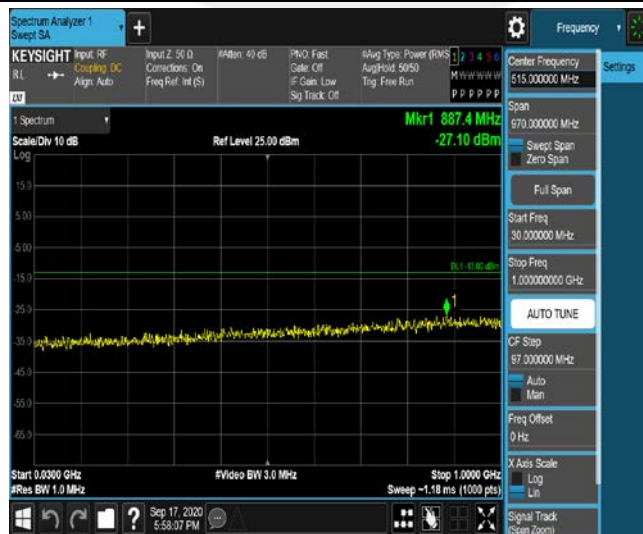 Spectrum Analyzer 1
Swept SA
+
Frequency
KEYSIGHT
Input: RF
Coupling: DC
Align: Auto
RL
LXI
Input Z: 50 Ω
Corrections: On
Freq Ref: Int (S)
#Atten: 40 dB
PNO: Fast
Gate: Off
IF Gain: Low
Sig Track: Off
#Avg Type: Power (RMS
Avg|Hold: 50/50
Trig: Free Run
1 2 3 4 5 6
M W W W W W
P P P P P P
1 Spectrum
Scale/Div 10 dB
Log
Ref Level 25.00 dBm
Mkr1 887.4 MHz
-27.10 dBm
15.0
5.00
-5.00
-15.0
-25.0
-35.0
-45.0
-55.0
-65.0
DL1 -13.00 dBm
1
Start 0.0300 GHz
#Res BW 1.0 MHz
#Video BW 3.0 MHz
Stop 1.0000 GHz
Sweep ~1.18 ms (1000 pts)
Sep 17, 2020
5:58:07 PM
Center Frequency
515.000000 MHz
Settings
Span
970.000000 MHz
Swept Span
Zero Span
Full Span
Start Freq
30.000000 MHz
Stop Freq
1.000000000 GHz
AUTO TUNE
CF Step
97.000000 MHz
Auto
Man
Freq Offset
0 Hz
X Axis Scale
Log
Lin
Signal Track
(Span Zoom)